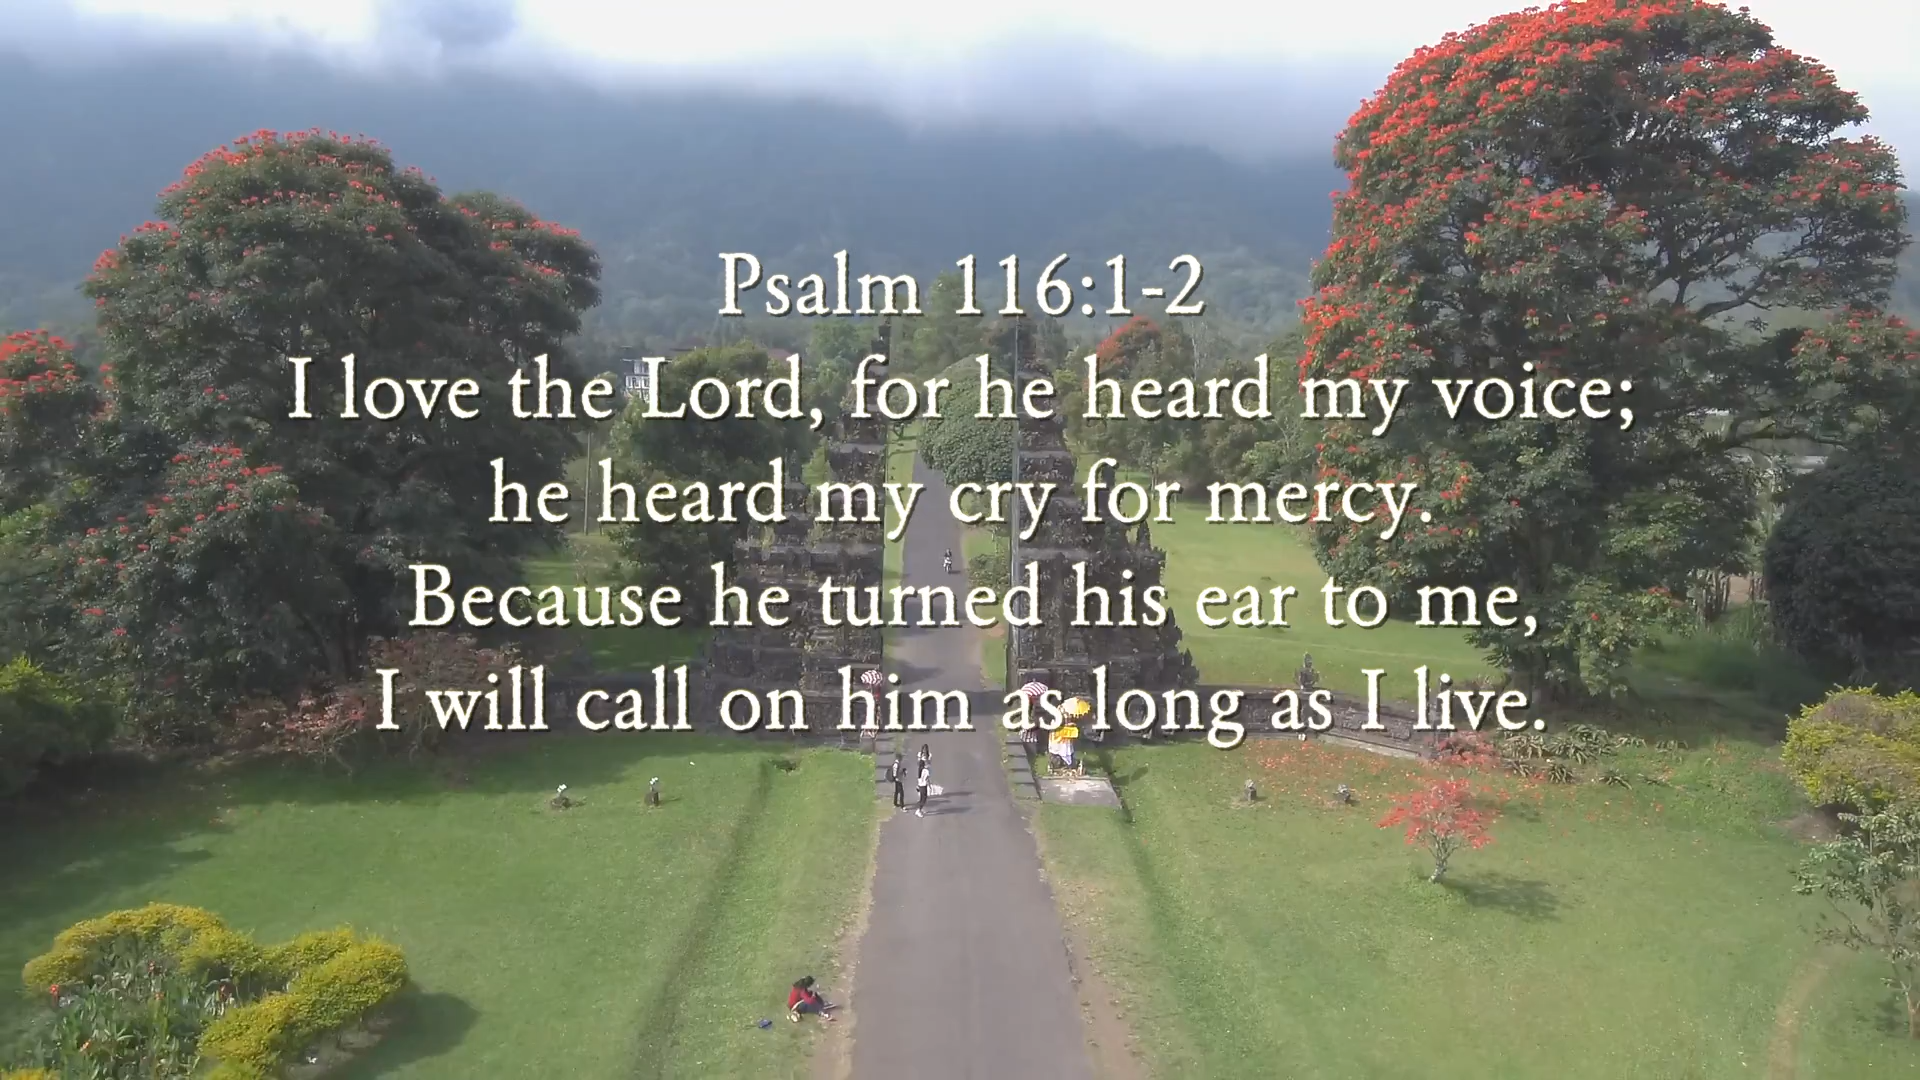 Psalm 116:1-2
I love the Lord, for he heard my voice;
he heard my cry for mercy.
Because he turned his ear to me,
I will call on him as long as I live.